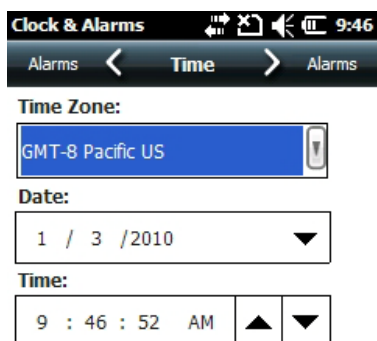 Clock & Alarms 9:46
Alarms Time Alarms
Time Zone:
GMT-8 Pacific US
Date:
1 / 3 /2010
Time:
9 : 46 : 52 AM